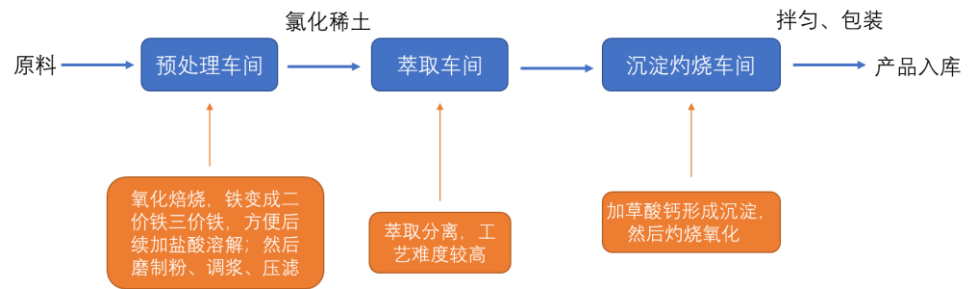 氯化稀土
拌匀、包装
原料
预处理车间
萃取车间
沉淀灼烧车间
产品入库
氧化焙烧，铁变成二
价铁三价铁，方便后
续加盐酸溶解；然后
磨制粉、调浆、压滤
萃取分离，工
艺难度较高
加草酸钙形成沉淀，
然后灼烧氧化